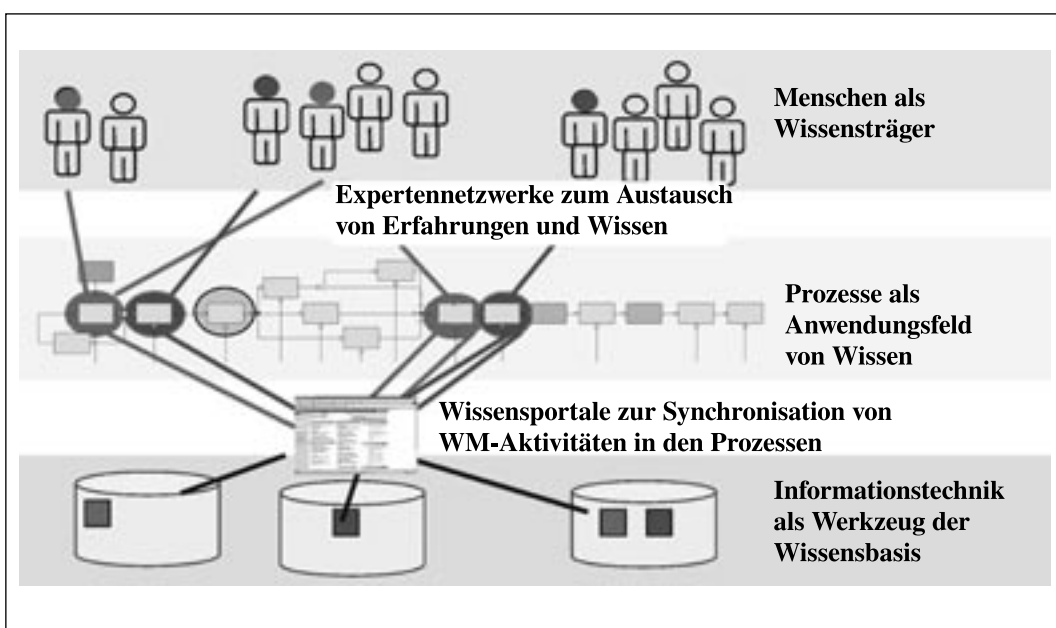 Menschen als
Wissensträger
Expertennetzwerke zum Austausch
von Erfahrungen und Wissen
Prozesse als
Anwendungsfeld
von Wissen
Wissensportale zur Synchronisation von
WM-Aktivitäten in den Prozessen
Informationstechnik
als Werkzeug der
Wissensbasis